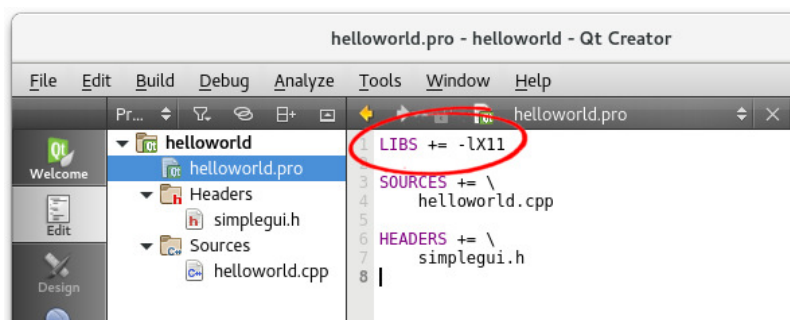 helloworld.pro - helloworld - Qt Creator
File Edit Build Debug Analyze Tools Window Help
Pr... helloworld.pro
Qt
Welcome
Edit
Design
helloworld
helloworld.pro
Headers
simplegui.h
Sources
helloworld.cpp
1 LIBS += -lX11
2
3 SOURCES += \
4 helloworld.cpp
5
6 HEADERS += \
7 simplegui.h
8